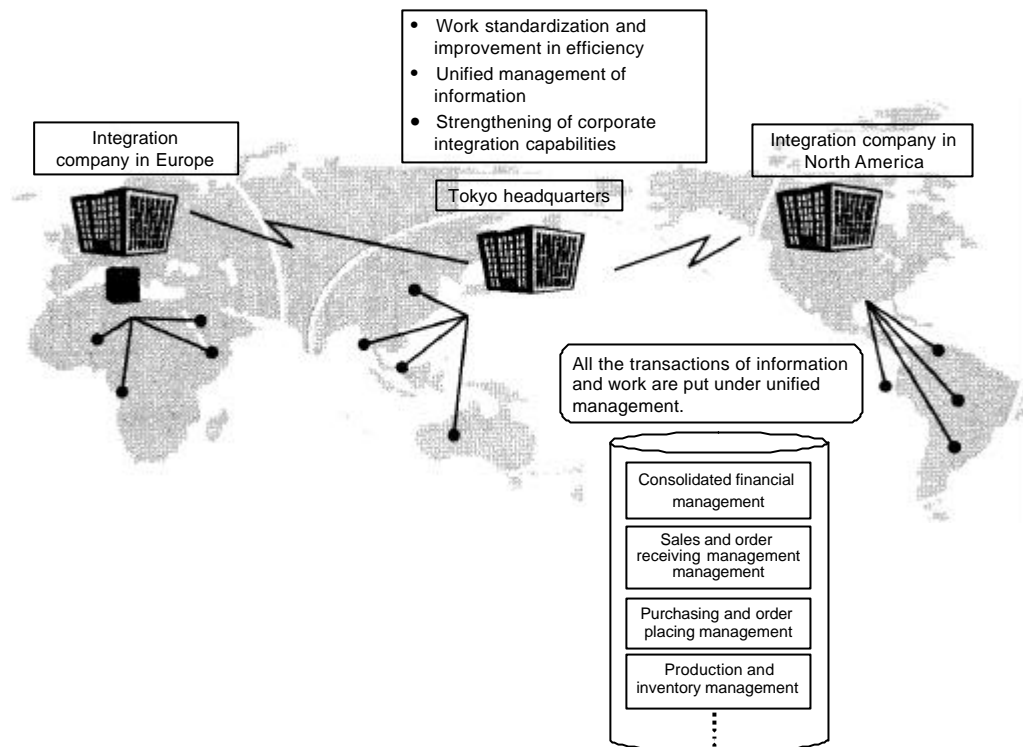 • Work standardization and
improvement in efficiency
• Unified management of
information
• Strengthening of corporate
integration capabilities
Integration
company in Europe
Integration company in
North America
Tokyo headquarters
All the transactions of information
and work are put under unified
management.
Consolidated financial
management
Sales and order
receiving management
management
Purchasing and order
placing management
Production and
inventory management